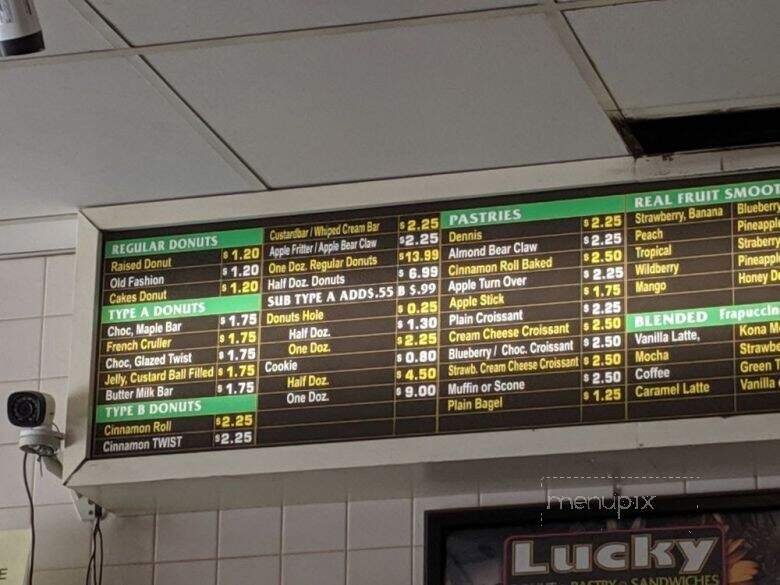 REGULAR DONUTS
Raised Donut $1.20
Old Fashion $1.20
Cakes Donut $1.20
TYPE A DONUTS
Choc, Maple Bar $1.75
French Cruller $1.75
Choc, Glazed Twist $1.75
Jelly, Custard Ball Filled $1.75
Butter Milk Bar $1.75
TYPE B DONUTS
Cinnamon Roll $2.25
Cinnamon TWIST $2.25
Custardbar / Whiped Cream Bar $2.25
Apple Fritter / Apple Bear Claw $2.25
One Doz. Regular Donuts $13.99
Half Doz. Donuts $6.99
SUB TYPE A ADD$.55 B $.99
Donuts Hole $0.25
Half Doz. $1.30
One Doz. $2.25
Cookie $0.80
Half Doz. $4.50
One Doz. $9.00
PASTRIES
Dennis $2.25
Almond Bear Claw $2.25
Cinnamon Roll Baked $2.50
Apple Turn Over $2.25
Apple Stick $1.75
Plain Croissant $2.25
Cream Cheese Croissant $2.50
Blueberry / Choc. Croissant $2.50
Strawb. Cream Cheese Croissant $2.50
Muffin or Scone $2.50
Plain Bagel $1.25
REAL FRUIT SMOO
Strawberry, Banana Blueberry
Peach Pineappl
Tropical Straberr
Wildberry Pineappl
Mango Honey D
BLENDED Frapuccin
Vanilla Latte, Kona M
Mocha Strawbe
Coffee Green T
Caramel Latte Vanilla
menupix
Lucky
PASTRY SANDWICHES
E